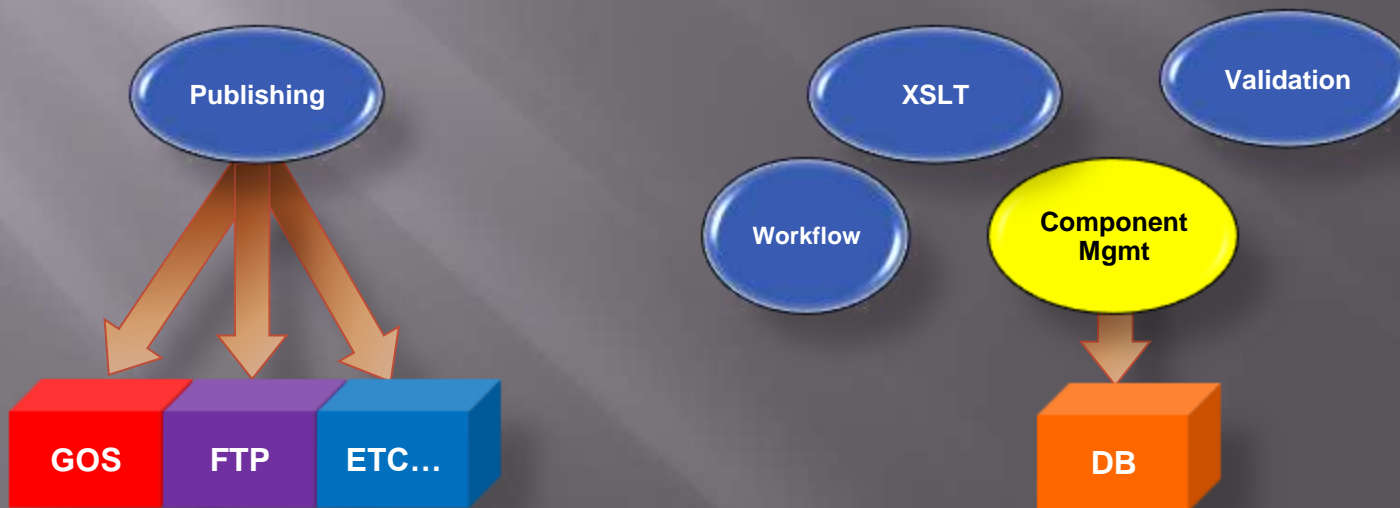 Publishing
XSLT
Validation
Workflow
Component
Mgmt
GOS
FTP
ETC…
DB